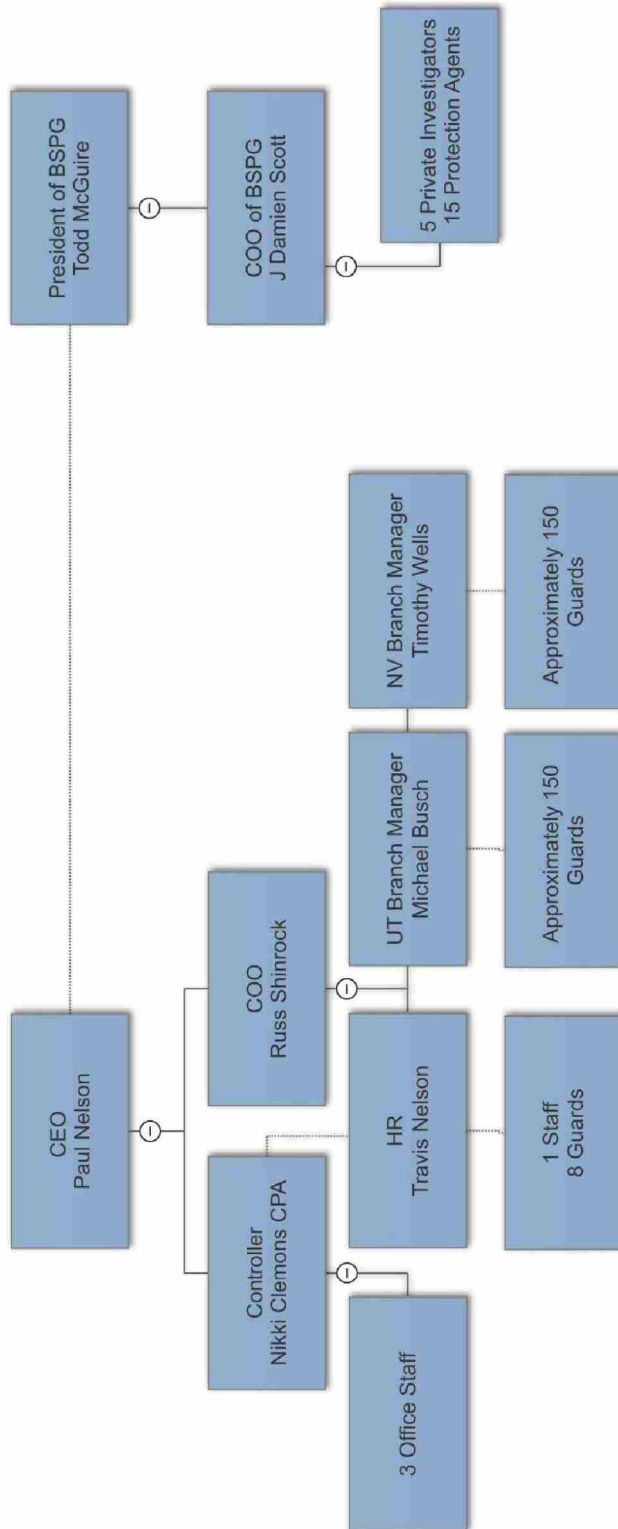 CEO
Paul Nelson
President of BSPG
Todd McGuire
Controller
Nikki Clemons CPA
COO
Russ Shinrock
COO of BSPG
J Damien Scott
3 Office Staff
HR
Travis Nelson
UT Branch Manager
Michael Busch
NV Branch Manager
Timothy Wells
5 Private Investigators
15 Protection Agents
1 Staff
8 Guards
Approximately 150
Guards
Approximately 150
Guards